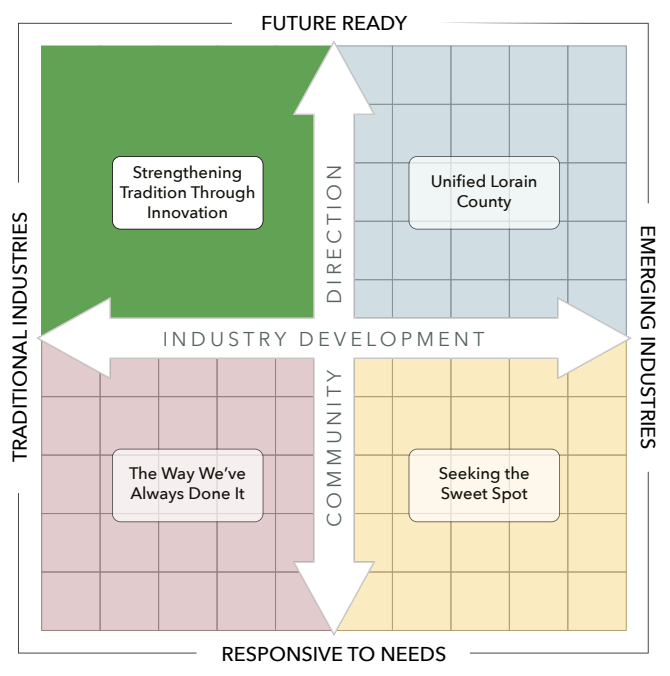 FUTURE READY
Strengthening
Tradition Through
Innovation
Unified Lorain
County
TRADITIONAL INDUSTRIES
COMMUNITY DIRECTION
INDUSTRY DEVELOPMENT
EMERGING INDUSTRIES
The Way We’ve
Always Done It
Seeking the
Sweet Spot
RESPONSIVE TO NEEDS